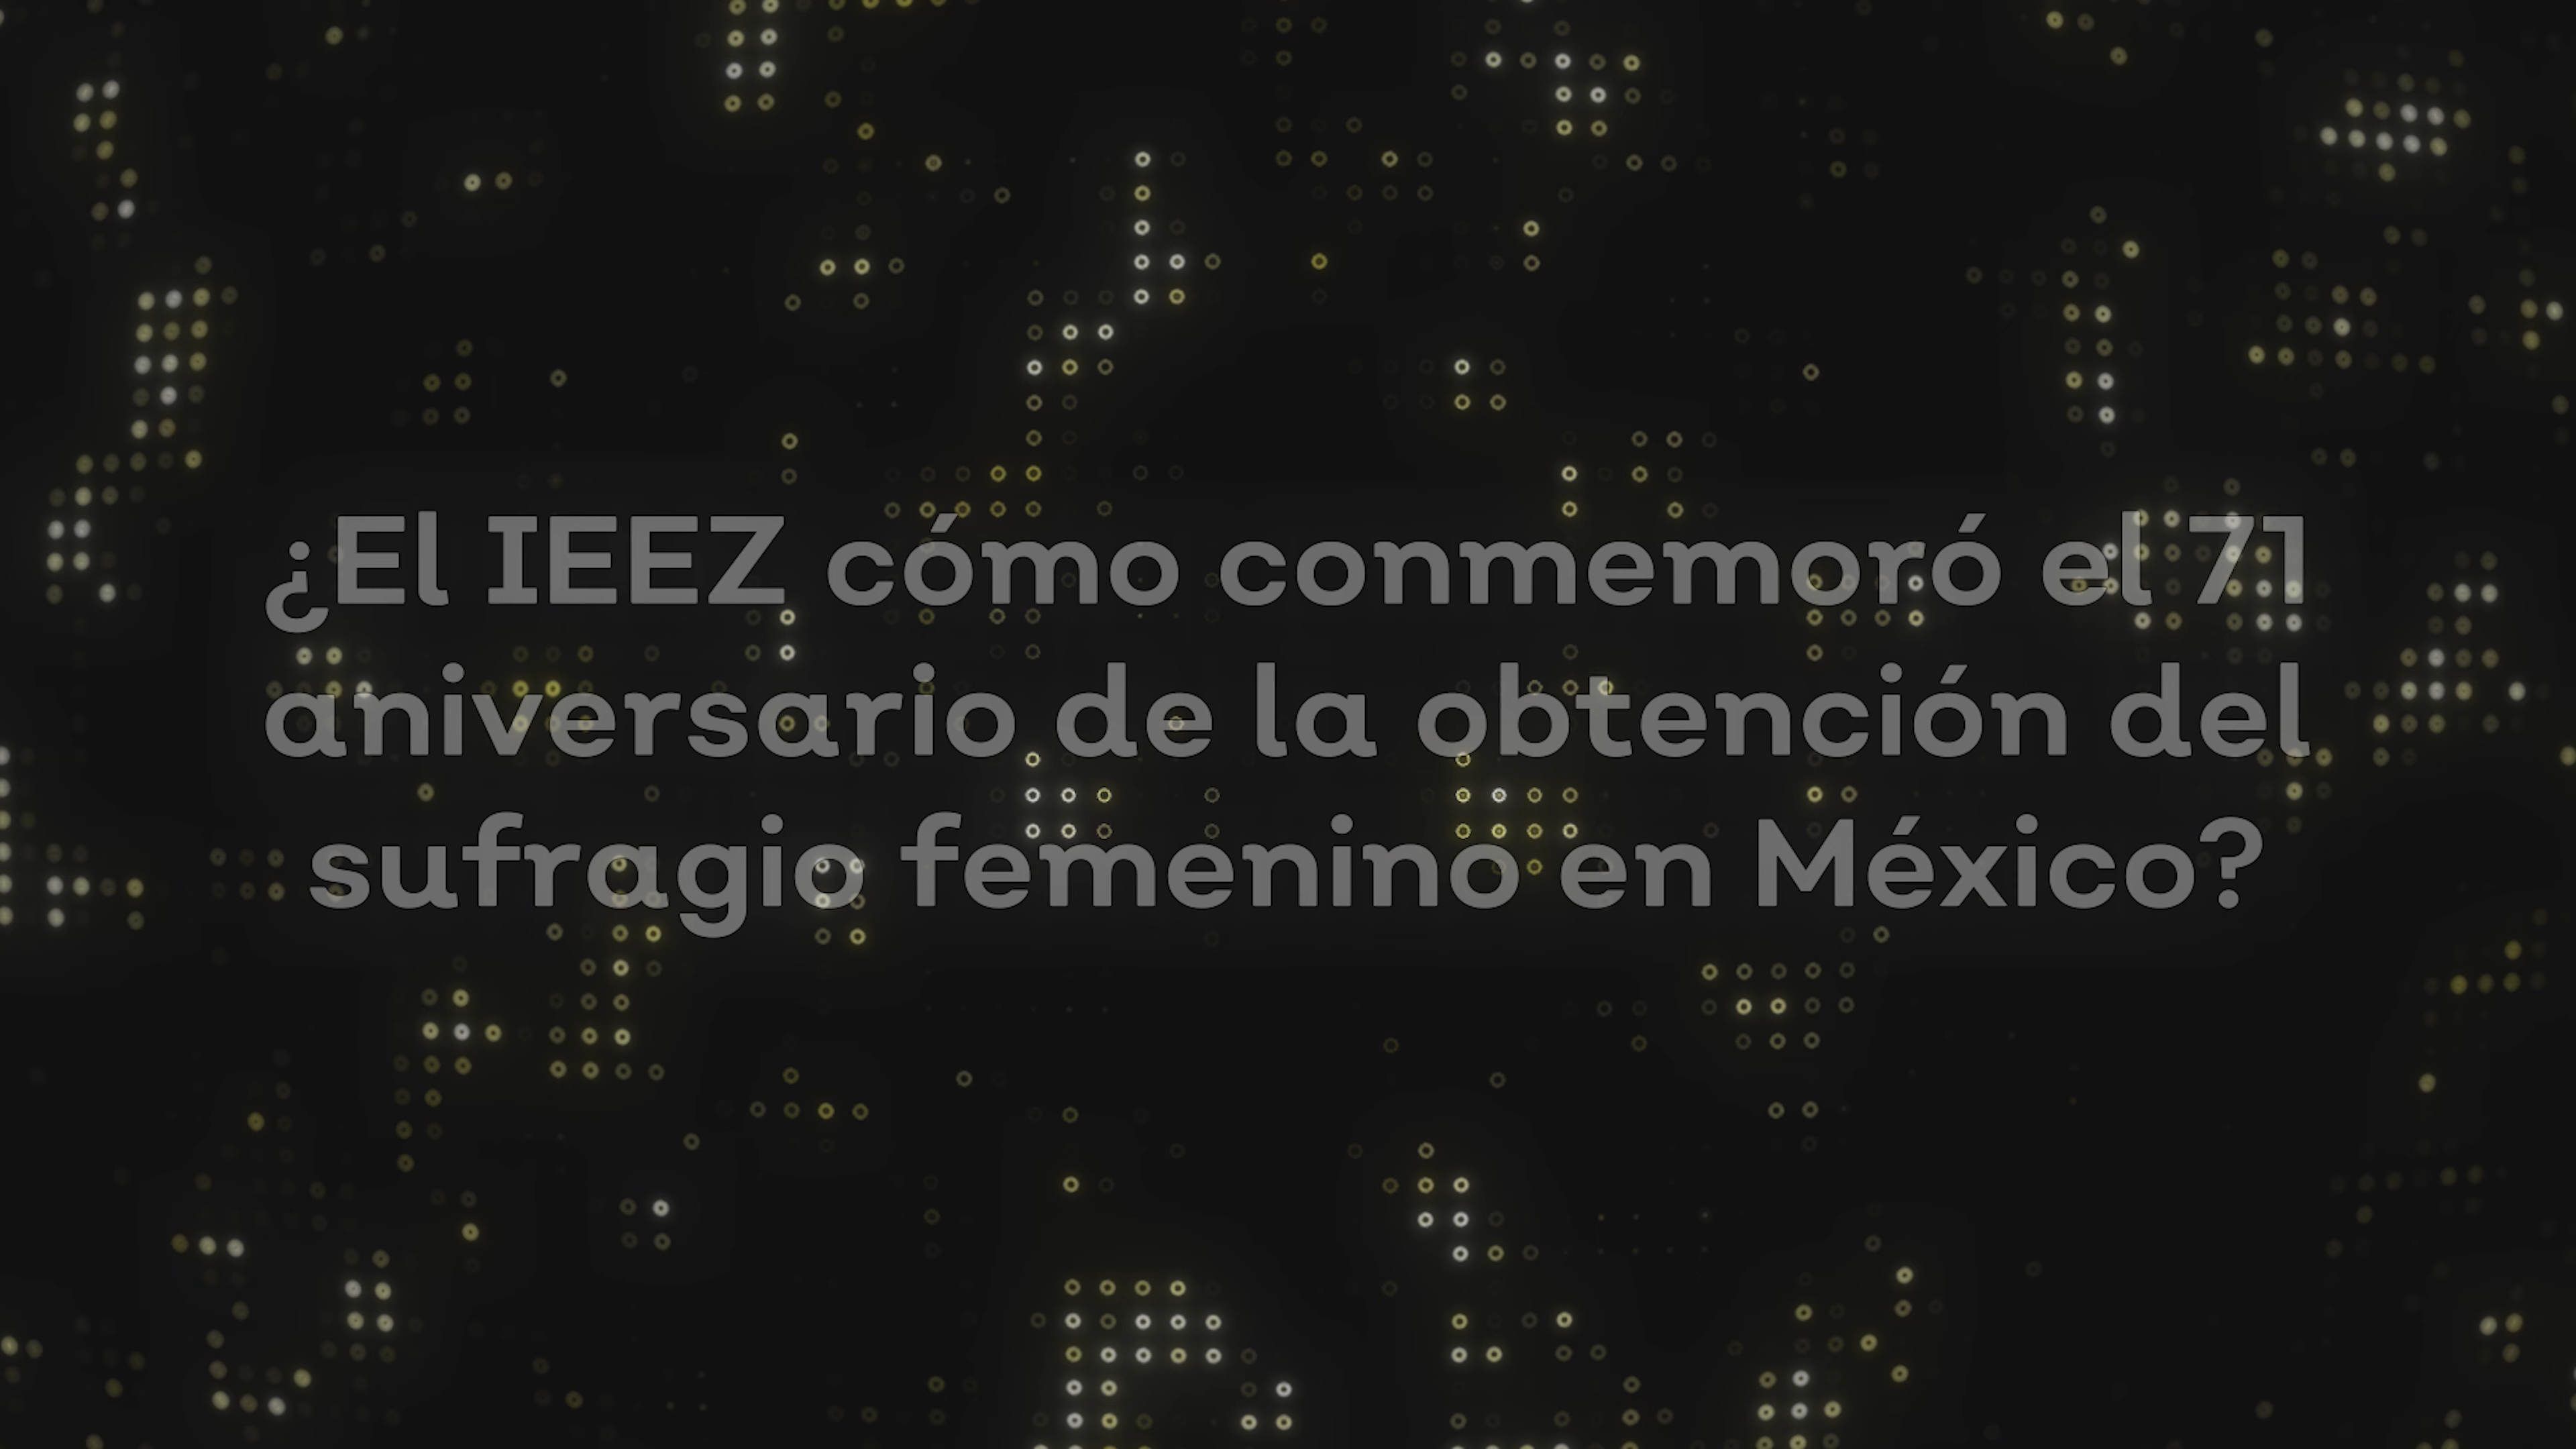 ¿El IEEZ cómo conmemoró el 71
aniversario de la obtención del
sufragio femenino en México?